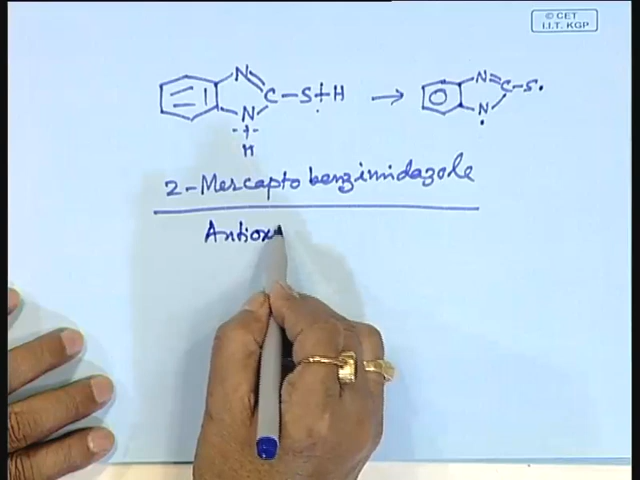 © CET
I.I.T. KGP
N N
C-S+H → C-S•
N N
H
2-Mercapto benzimidazole
Antiox